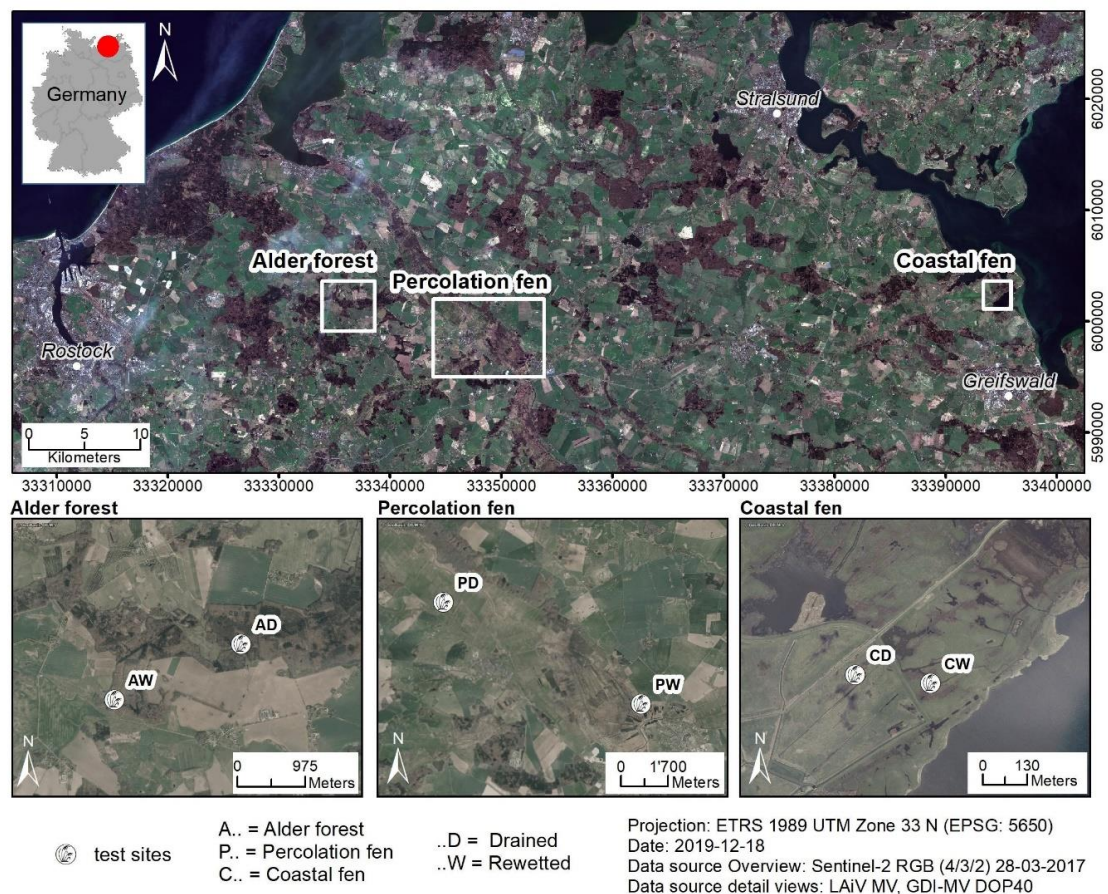 Germany
N
Stralsund
Alder forest
Percolation fen
Coastal fen
Rostock
Greifswald
0 5 10
Kilometers
6020000
6010000
6000000
5990000
33310000 33320000 33330000 33340000 33350000 33360000 33370000 33380000 33390000 33400000
Alder forest
AD
AW
N
0 975
Meters
Percolation fen
PD
PW
N
0 1'700
Meters
Coastal fen
CD
CW
N
0 130
Meters
test sites
A.. = Alder forest
P.. = Percolation fen
C.. = Coastal fen
..D = Drained
..W = Rewetted
Projection: ETRS 1989 UTM Zone 33 N (EPSG: 5650)
Date: 2019-12-18
Data source Overview: Sentinel-2 RGB (4/3/2) 28-03-2017
Data source detail views: LAiV MV, GDI-MV DOP40